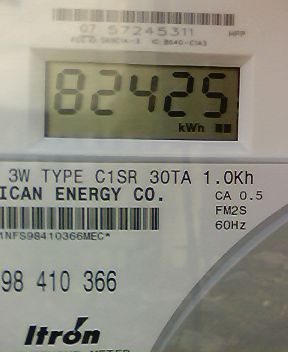 07 57245311
82425
kWh
3W TYPE C1SR 30TA 1.0Kh
ICAN ENERGY CO.
CA 0.5
FM2S
60Hz
1NFS98410366MEC*
98 410 366
Itron